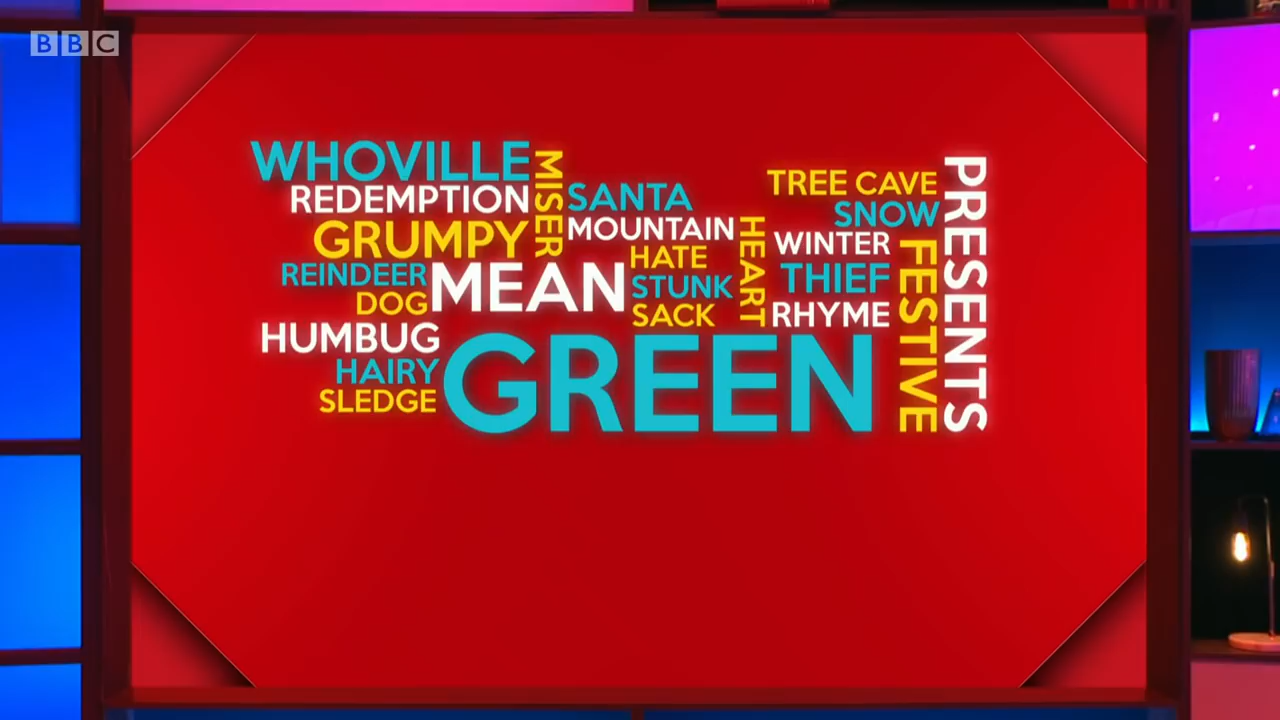 BBC
WHOVILLE
REDEMPTION
MISER
SANTA
GRUMPY
MOUNTAIN
HATE
REINDEER
MEAN
STUNK
DOG
SACK
HEART
HUMBUG
HAIRY
SLEDGE
GREEN
TREE CAVE
SNOW
WINTER
THIEF
RHYME
FESTIVE
PRESENTS